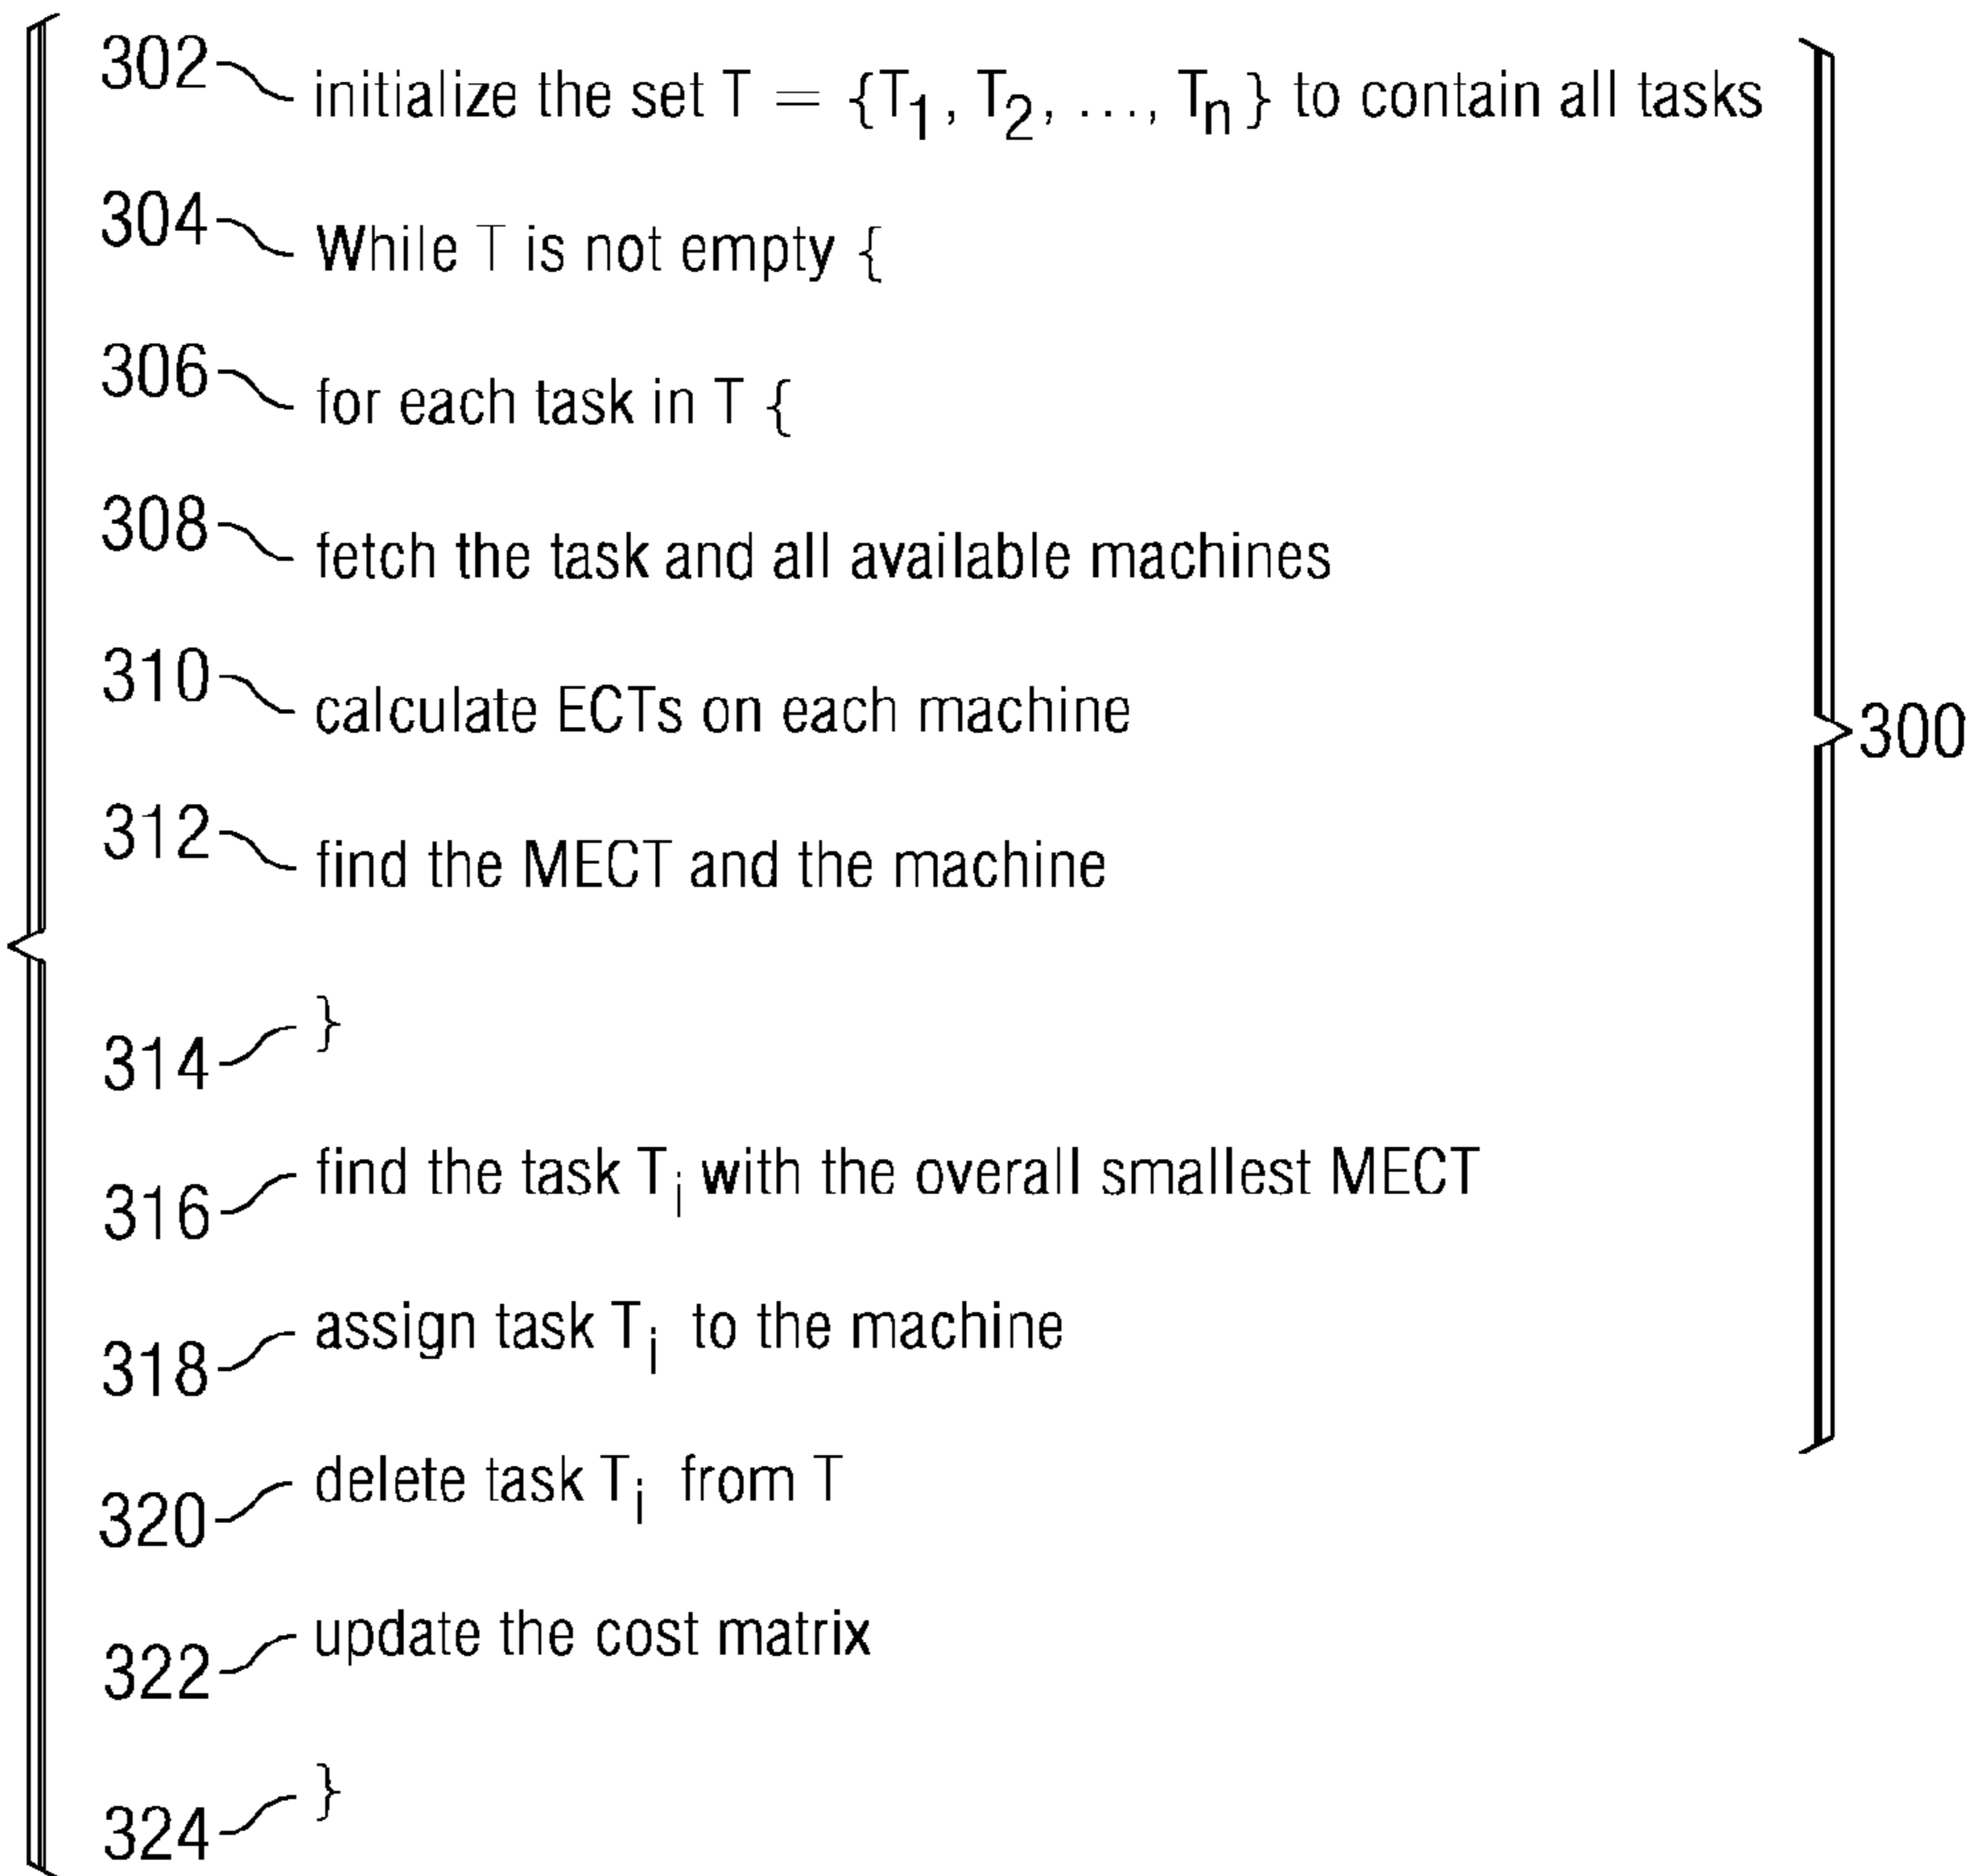 302 initialize the set T = {T1, T2, ..., Tn} to contain all tasks
304 While T is not empty {
306 for each task in T {
308 fetch the task and all available machines
310 calculate ECTs on each machine
300
312 find the MECT and the machine
314 }
316 find the task Ti with the overall smallest MECT
318 assign task Ti to the machine
320 delete task Ti from T
322 update the cost matrix
324 }